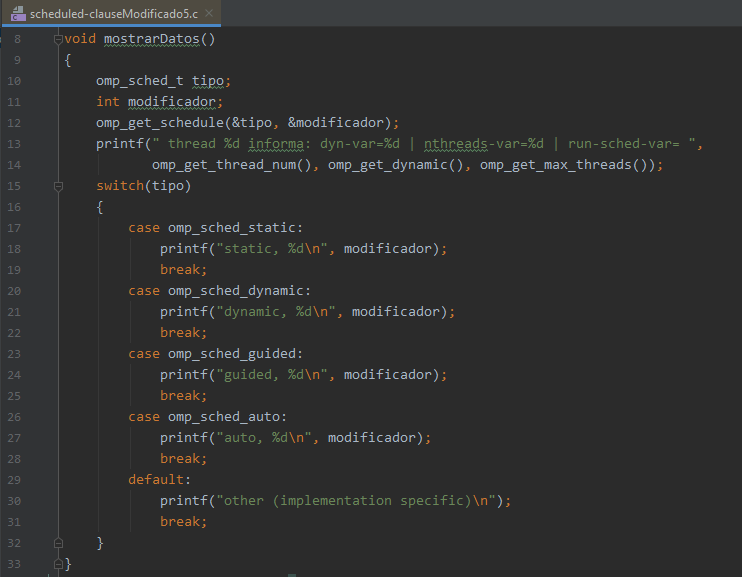 scheduled-clauseModificado5.c
8 void mostrarDatos()
9 {
10 omp_sched_t tipo;
11 int modificador;
12 omp_get_schedule(&tipo, &modificador);
13 printf(" thread %d informa: dyn-var=%d | nthreads-var=%d | run-sched-var= ",
14 omp_get_thread_num(), omp_get_dynamic(), omp_get_max_threads());
15 switch(tipo)
16 {
17 case omp_sched_static:
18 printf("static, %d\n", modificador);
19 break;
20 case omp_sched_dynamic:
21 printf("dynamic, %d\n", modificador);
22 break;
23 case omp_sched_guided:
24 printf("guided, %d\n", modificador);
25 break;
26 case omp_sched_auto:
27 printf("auto, %d\n", modificador);
28 break;
29 default:
30 printf("other (implementation specific)\n");
31 break;
32 }
33 }